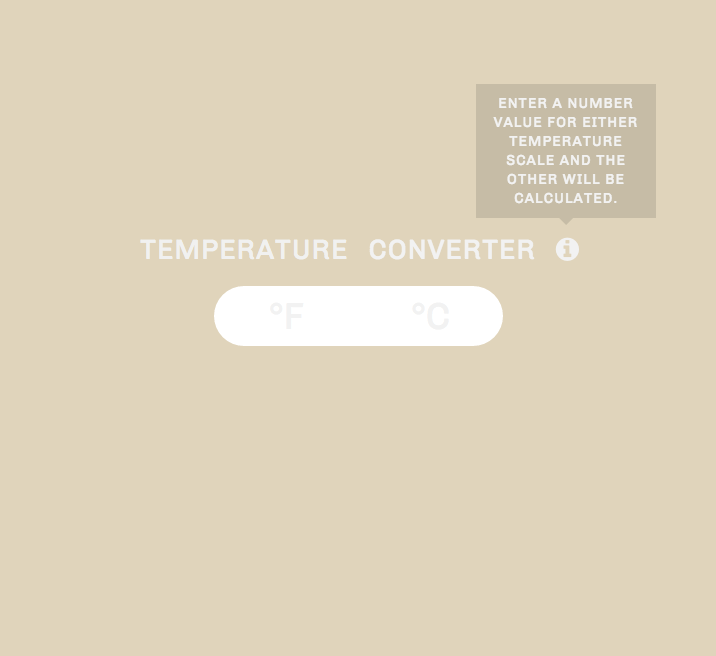 ENTER A NUMBER
VALUE FOR EITHER
TEMPERATURE
SCALE AND THE
OTHER WILL BE
CALCULATED.
TEMPERATURE CONVERTER
°F °C